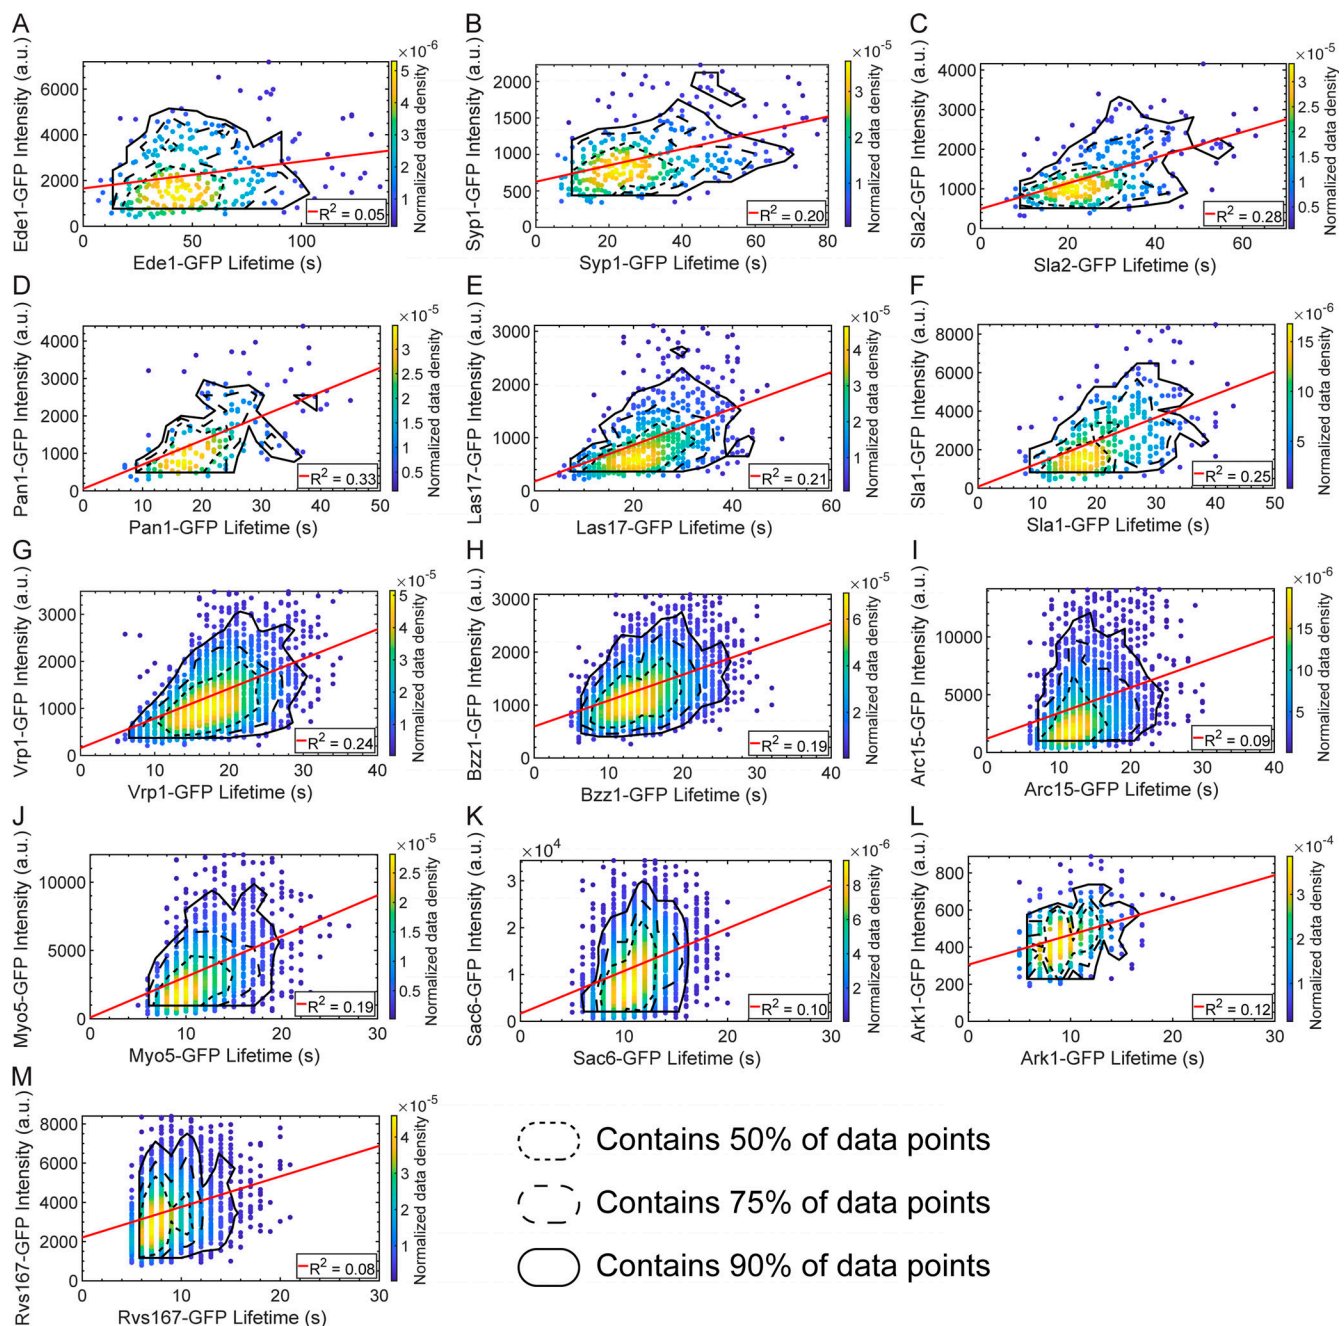 A
Ede1-GFP Intensity (a.u.)
6000
4000
2000
0
0 50 100
Ede1-GFP Lifetime (s)
R² = 0.05
×10⁻⁶
5
4
3
2
1
Normalized data density
B
Syp1-GFP Intensity (a.u.)
2000
1500
1000
500
0
0 20 40 60 80
Syp1-GFP Lifetime (s)
R² = 0.20
×10⁻⁵
3
2
1
Normalized data density
C
Sla2-GFP Intensity (a.u.)
4000
3000
2000
1000
0
0 20 40 60
Sla2-GFP Lifetime (s)
R² = 0.28
×10⁻⁵
3
2.5
2
1.5
1
0.5
Normalized data density
D
Pan1-GFP Intensity (a.u.)
4000
3000
2000
1000
0
0 10 20 30 40 50
Pan1-GFP Lifetime (s)
R² = 0.33
×10⁻⁵
3
2.5
2
1.5
1
0.5
Normalized data density
E
Las17-GFP Intensity (a.u.)
3000
2000
1000
0
0 20 40 60
Las17-GFP Lifetime (s)
R² = 0.21
×10⁻⁵
4
3
2
1
Normalized data density
F
Sla1-GFP Intensity (a.u.)
8000
6000
4000
2000
0
0 10 20 30 40 50
Sla1-GFP Lifetime (s)
R² = 0.25
×10⁻⁶
15
10
5
Normalized data density
G
Vrp1-GFP Intensity (a.u.)
3000
2000
1000
0
0 10 20 30 40
Vrp1-GFP Lifetime (s)
R² = 0.24
×10⁻⁵
5
4
3
2
1
Normalized data density
H
Bzz1-GFP Intensity (a.u.)
3000
2000
1000
0
0 10 20 30 40
Bzz1-GFP Lifetime (s)
R² = 0.19
×10⁻⁵
6
4
2
Normalized data density
I
Arc15-GFP Intensity (a.u.)
10000
5000
0
0 10 20 30 40
Arc15-GFP Lifetime (s)
R² = 0.09
×10⁻⁶
15
10
5
Normalized data density
J
Myo5-GFP Intensity (a.u.)
10000
5000
0
0 10 20 30
Myo5-GFP Lifetime (s)
R² = 0.19
×10⁻⁵
2.5
2
1.5
1
0.5
Normalized data density
K
Sac6-GFP Intensity (a.u.)
×10⁴
3
2
1
0
0 10 20 30
Sac6-GFP Lifetime (s)
R² = 0.10
×10⁻⁶
8
6
4
2
Normalized data density
L
Ark1-GFP Intensity (a.u.)
800
600
400
200
0
0 10 20 30
Ark1-GFP Lifetime (s)
R² = 0.12
×10⁻⁴
3
2
1
Normalized data density
M
Rvs167-GFP Intensity (a.u.)
8000
6000
4000
2000
0
0 10 20 30
Rvs167-GFP Lifetime (s)
R² = 0.08
×10⁻⁵
4
3
2
1
Normalized data density
Contains 50% of data points
Contains 75% of data points
Contains 90% of data points